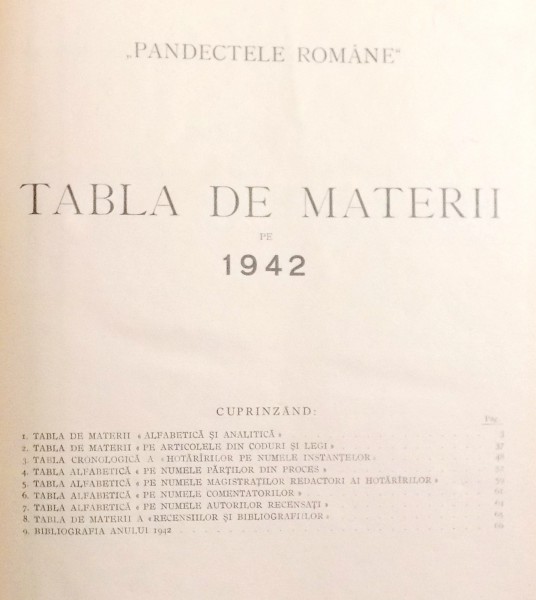 „PANDECTELE ROMÂNE“
TABLA DE MATERII
PE
1942
CUPRINZÂND:
Pag.
1. TABLA DE MATERII « ALFABETICĂ ȘI ANALITICĂ » 3
2. TABLA DE MATERII « PE ARTICOLELE DIN CODURI ȘI LEGI » 37
3. TABLA CRONOLOGICĂ A « HOTĂRÎRILOR PE NUMELE INSTANȚELOR »
4. TABLA ALFABETICĂ « PE NUMELE PĂRȚILOR DIN PROCES »
5. TABLA ALFABETICĂ « PE NUMELE MAGISTRAȚILOR REDACTORI AI HOTĂRÎRILOR »
6. TABLA ALFABETICĂ « PE NUMELE COMENTATORILOR »
7. TABLA ALFABETICĂ « PE NUMELE AUTORILOR RECENSAȚI »
8. TABLA DE MATERII A « RECENSIILOR ȘI BIBLIOGRAFIILOR »
9. BIBLIOGRAFIA ANULUI 1942